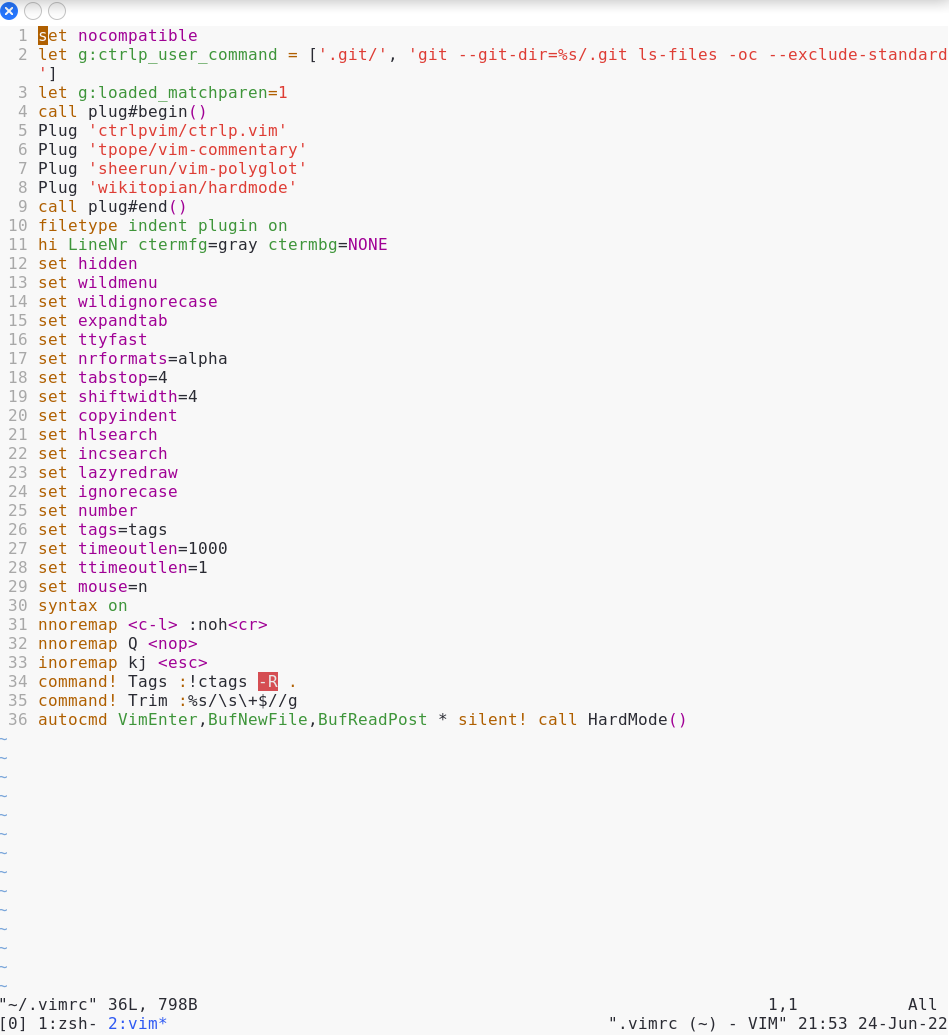 1 set nocompatible
2 let g:ctrlp_user_command = ['.git/', 'git --git-dir=%s/.git ls-files -oc --exclude-standard
']
3 let g:loaded_matchparen=1
4 call plug#begin()
5 Plug 'ctrlpvim/ctrlp.vim'
6 Plug 'tpope/vim-commentary'
7 Plug 'sheerun/vim-polyglot'
8 Plug 'wikitopian/hardmode'
9 call plug#end()
10 filetype indent plugin on
11 hi LineNr ctermfg=gray ctermbg=NONE
12 set hidden
13 set wildmenu
14 set wildignorecase
15 set expandtab
16 set ttyfast
17 set nrformats=alpha
18 set tabstop=4
19 set shiftwidth=4
20 set copyindent
21 set hlsearch
22 set incsearch
23 set lazyredraw
24 set ignorecase
25 set number
26 set tags=tags
27 set timeoutlen=1000
28 set ttimeoutlen=1
29 set mouse=n
30 syntax on
31 nnoremap <c-l> :noh<cr>
32 nnoremap Q <nop>
33 inoremap kj <esc>
34 command! Tags :!ctags -R .
35 command! Trim :%s/\s\+$//g
36 autocmd VimEnter,BufNewFile,BufReadPost * silent! call HardMode()
~
~
~
~
~
~
~
~
~
~
~
~
~
~
"~/.vimrc" 36L, 798B 1,1 All
[0] 1:zsh- 2:vim* ".vimrc (~) - VIM" 21:53 24-Jun-22